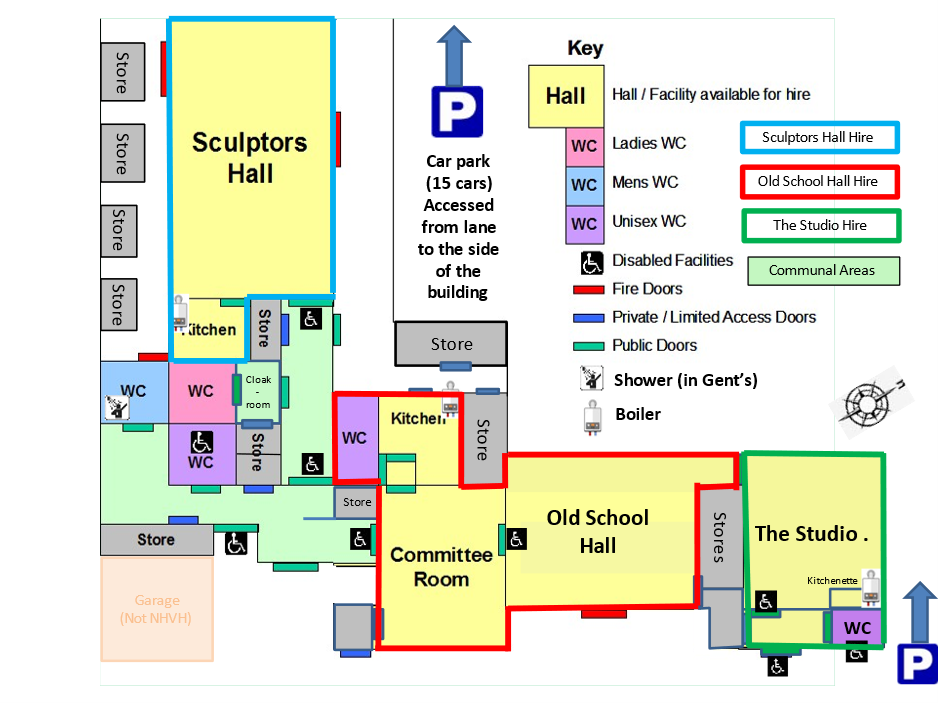 Store
Store
Store
Store
Sculptors
Hall
P
Car park
(15 cars)
Accessed
from lane
to the side
of the
building
Key
Hall
Hall / Facility available for hire
WC
Ladies WC
WC
Mens WC
WC
Unisex WC
Disabled Facilities
Fire Doors
Private / Limited Access Doors
Public Doors
Shower (in Gent's)
Boiler
Sculptors Hall Hire
Old School Hall Hire
The Studio Hire
Communal Areas
Kitchen
Store
Store
WC
WC
Cloak
-
room
WC
Store
WC
Kitchen
Store
Store
Store
Garage
(Not NHVH)
Committee
Room
Old School
Hall
Stores
The Studio .
Kitchenette
WC
P